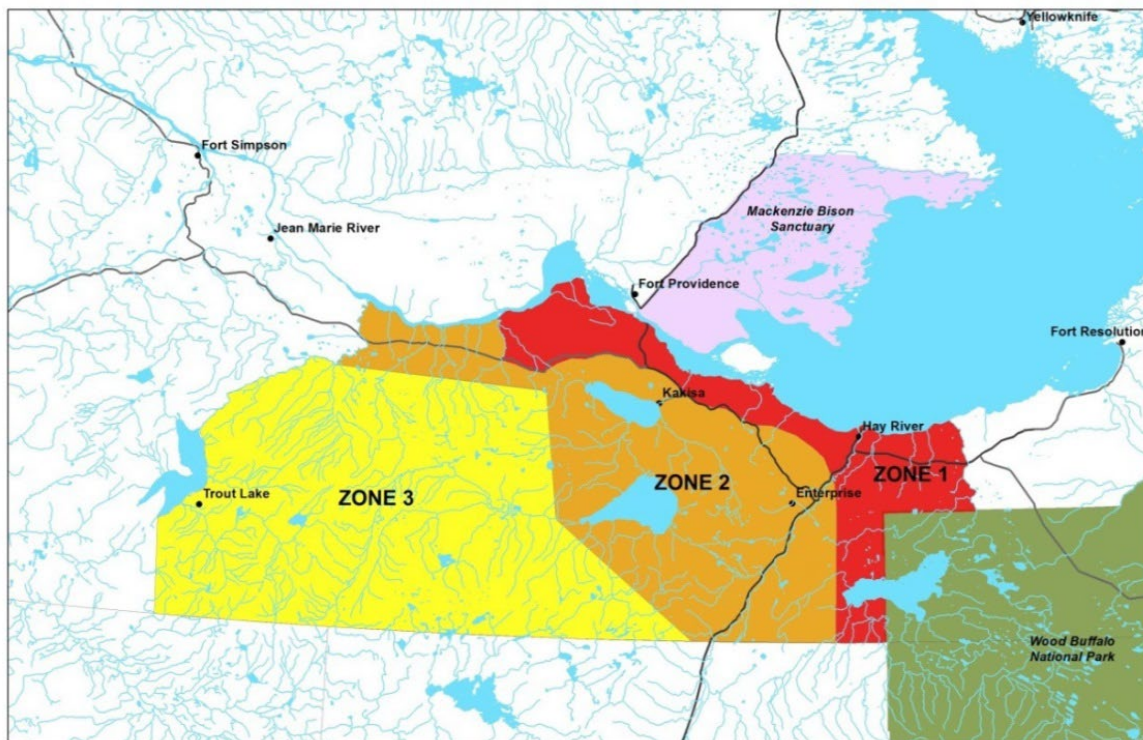 Yellowknife
Fort Simpson
Mackenzie Bison
Sanctuary
Jean Marie River
Fort Providence
Fort Resolution
Kakisa
Hay River
ZONE 1
ZONE 2
ZONE 3
Trout Lake
Enterprise
Wood Buffalo
National Park